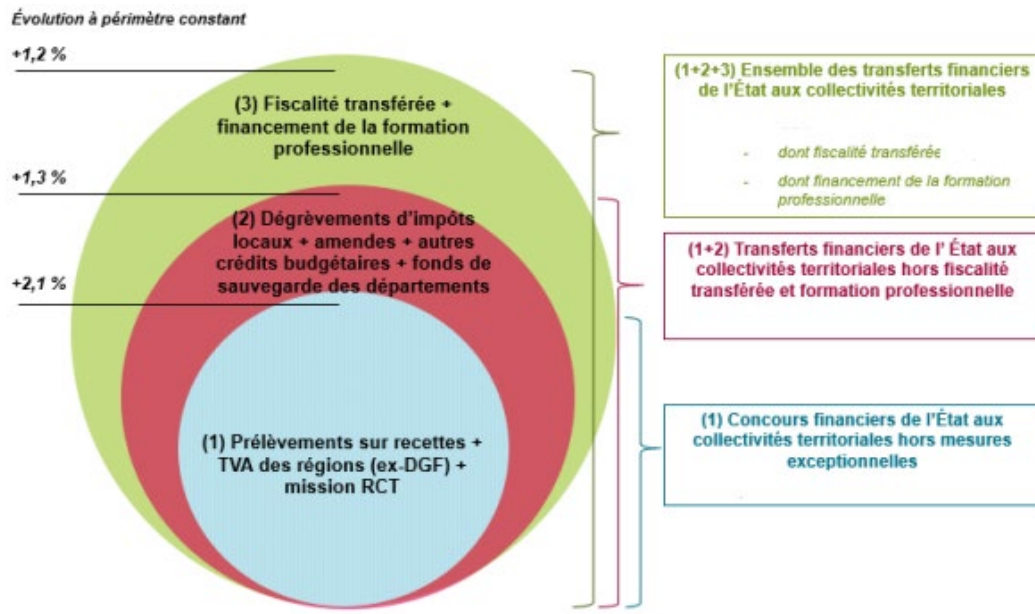 Évolution à périmètre constant
+1,2 %
(3) Fiscalité transférée +
financement de la formation
professionnelle
+1,3 %
(2) Dégrèvements d'impôts
locaux + amendes + autres
crédits budgétaires + fonds de
sauvegarde des départements
+2,1 %
(1) Prélèvements sur recettes +
TVA des régions (ex-DGF) +
mission RCT
(1+2+3) Ensemble des transferts financiers
de l'État aux collectivités territoriales
- dont fiscalité transférée
- dont financement de la formation
professionnelle
(1+2) Transferts financiers de l' État aux
collectivités territoriales hors fiscalité
transférée et formation professionnelle
(1) Concours financiers de l'État aux
collectivités territoriales hors mesures
exceptionnelles